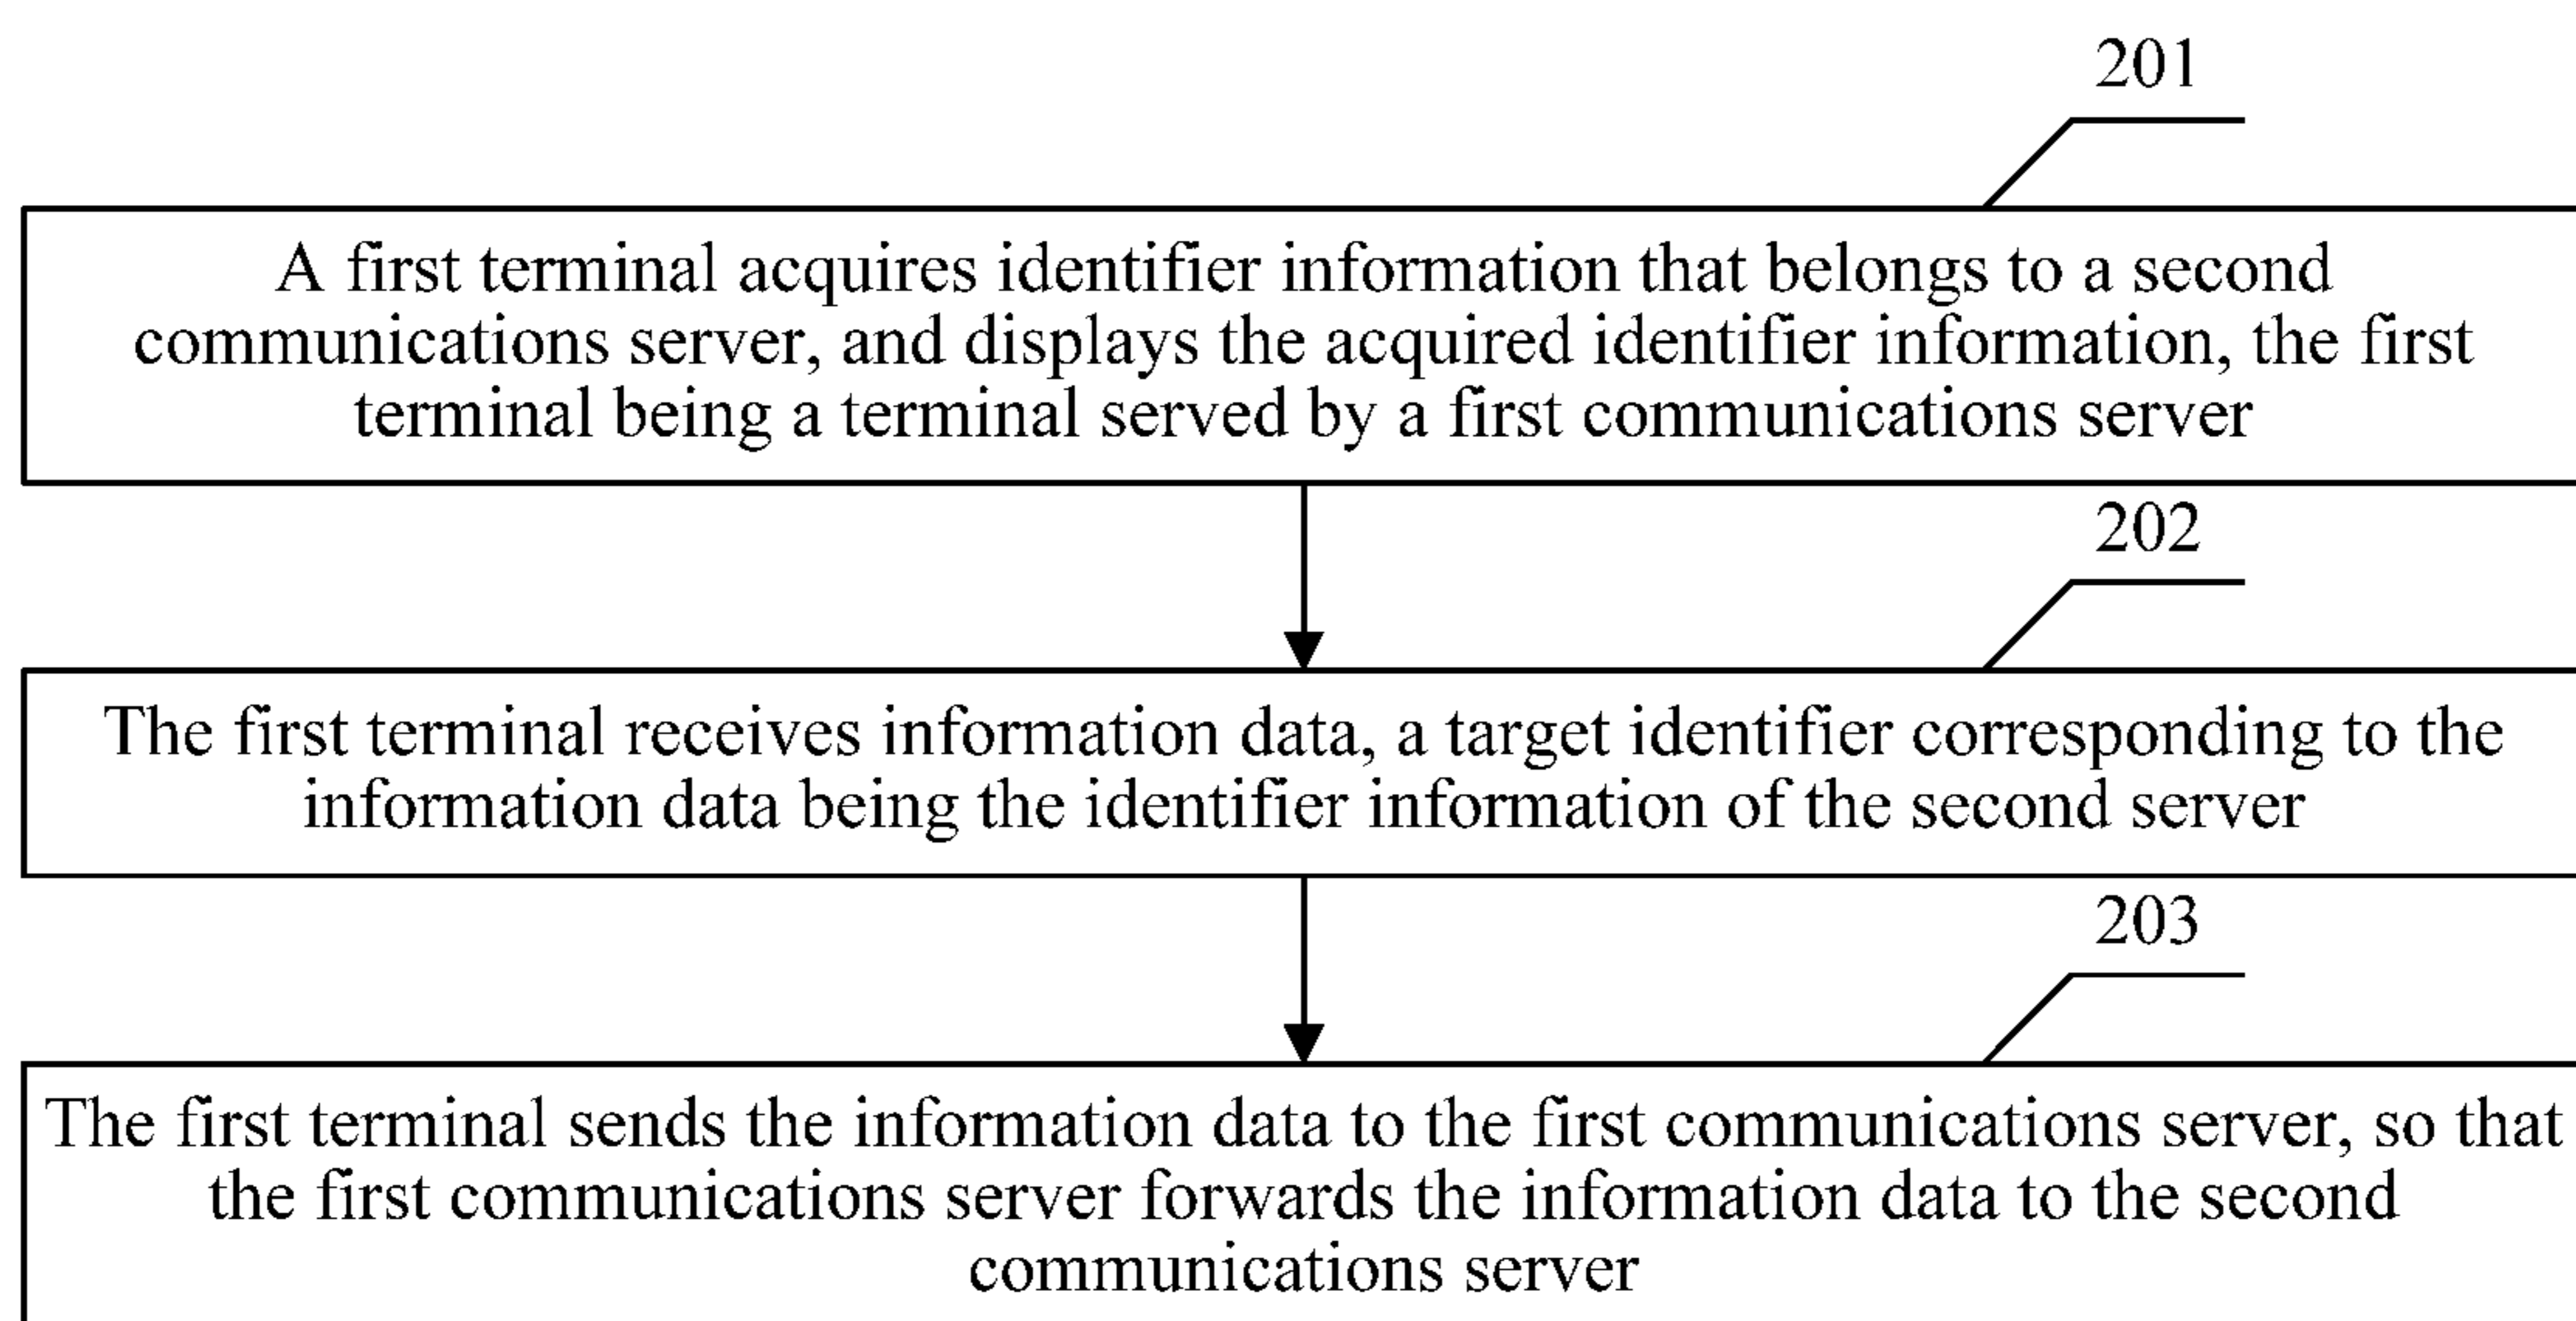 201
A first terminal acquires identifier information that belongs to a second
communications server, and displays the acquired identifier information, the first
terminal being a terminal served by a first communications server
202
The first terminal receives information data, a target identifier corresponding to the
information data being the identifier information of the second server
203
The first terminal sends the information data to the first communications server, so that
the first communications server forwards the information data to the second
communications server